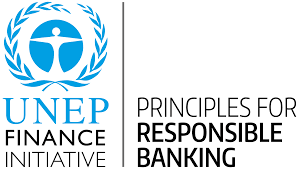 UNEP
FINANCE
INITIATIVE
PRINCIPLES FOR
RESPONSIBLE
BANKING